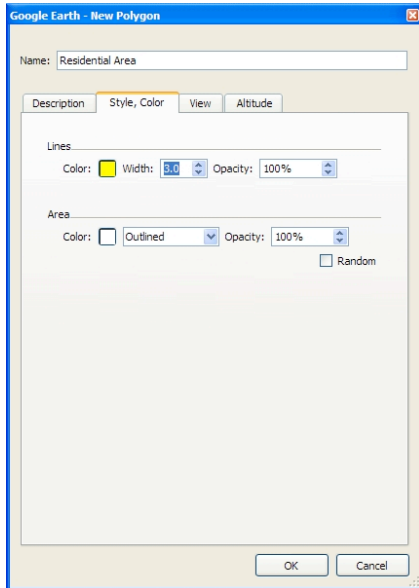 Google Earth - New Polygon
Name: Residential Area
Description Style, Color View Altitude
Lines
Color: Width: 3.0 Opacity: 100%
Area
Color: Outlined Opacity: 100%
Random
OK Cancel